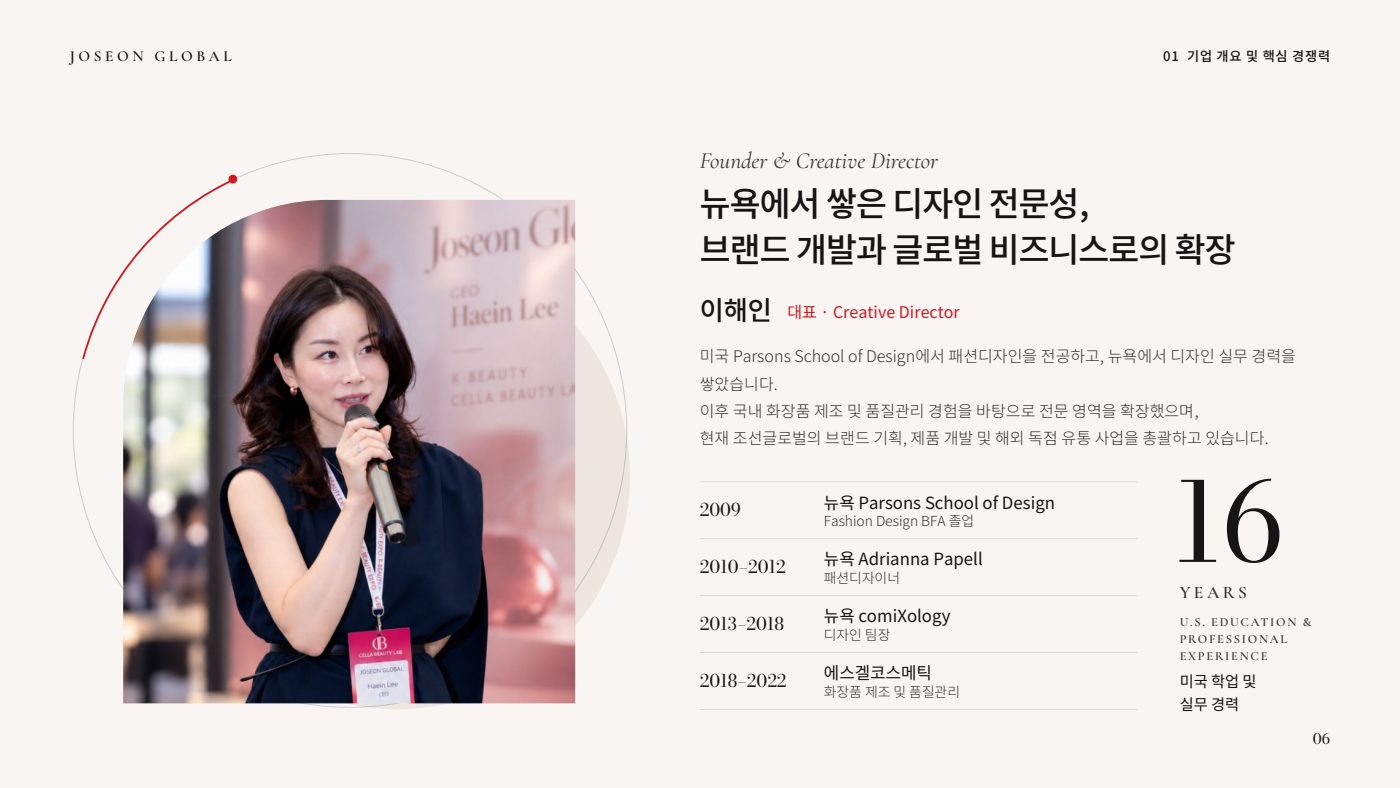 JOSEON GLOBAL
01 기업 개요 및 핵심 경쟁력
Founder & Creative Director
뉴욕에서 쌓은 디자인 전문성,
브랜드 개발과 글로벌 비즈니스로의 확장
이해인 대표 · Creative Director
미국 Parsons School of Design에서 패션디자인을 전공하고, 뉴욕에서 디자인 실무 경력을
쌓았습니다.
이후 국내 화장품 제조 및 품질관리 경험을 바탕으로 전문 영역을 확장했으며,
현재 조선글로벌의 브랜드 기획, 제품 개발 및 해외 독점 유통 사업을 총괄하고 있습니다.
2009 뉴욕 Parsons School of Design
Fashion Design BFA 졸업
2010–2012 뉴욕 Adrianna Papell
패션디자이너
2013–2018 뉴욕 comiXology
디자인 팀장
2018–2022 에스겔코스메틱
화장품 제조 및 품질관리
16
YEARS
U.S. EDUCATION &
PROFESSIONAL
EXPERIENCE
미국 학업 및
실무 경력
Joseon Glo
CEO
Haein Lee
K-BEAUTY
CELLA BEAUTY LA
K-BEAUTY EXPO
CELLA BEAUTY LAB
JOSEON GLOBAL
Haein Lee
CEO
06